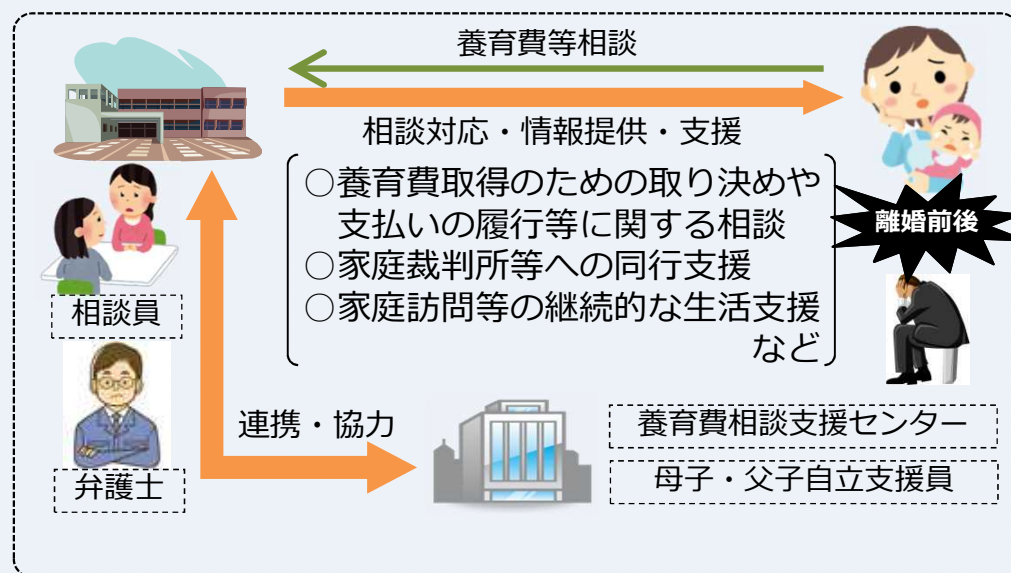 養育費等相談
相談対応・情報提供・支援
○養育費取得のための取り決めや
支払いの履行等に関する相談
○家庭裁判所等への同行支援
○家庭訪問等の継続的な生活支援
など
離婚前後
相談員
弁護士
連携・協力
養育費相談支援センター
母子・父子自立支援員